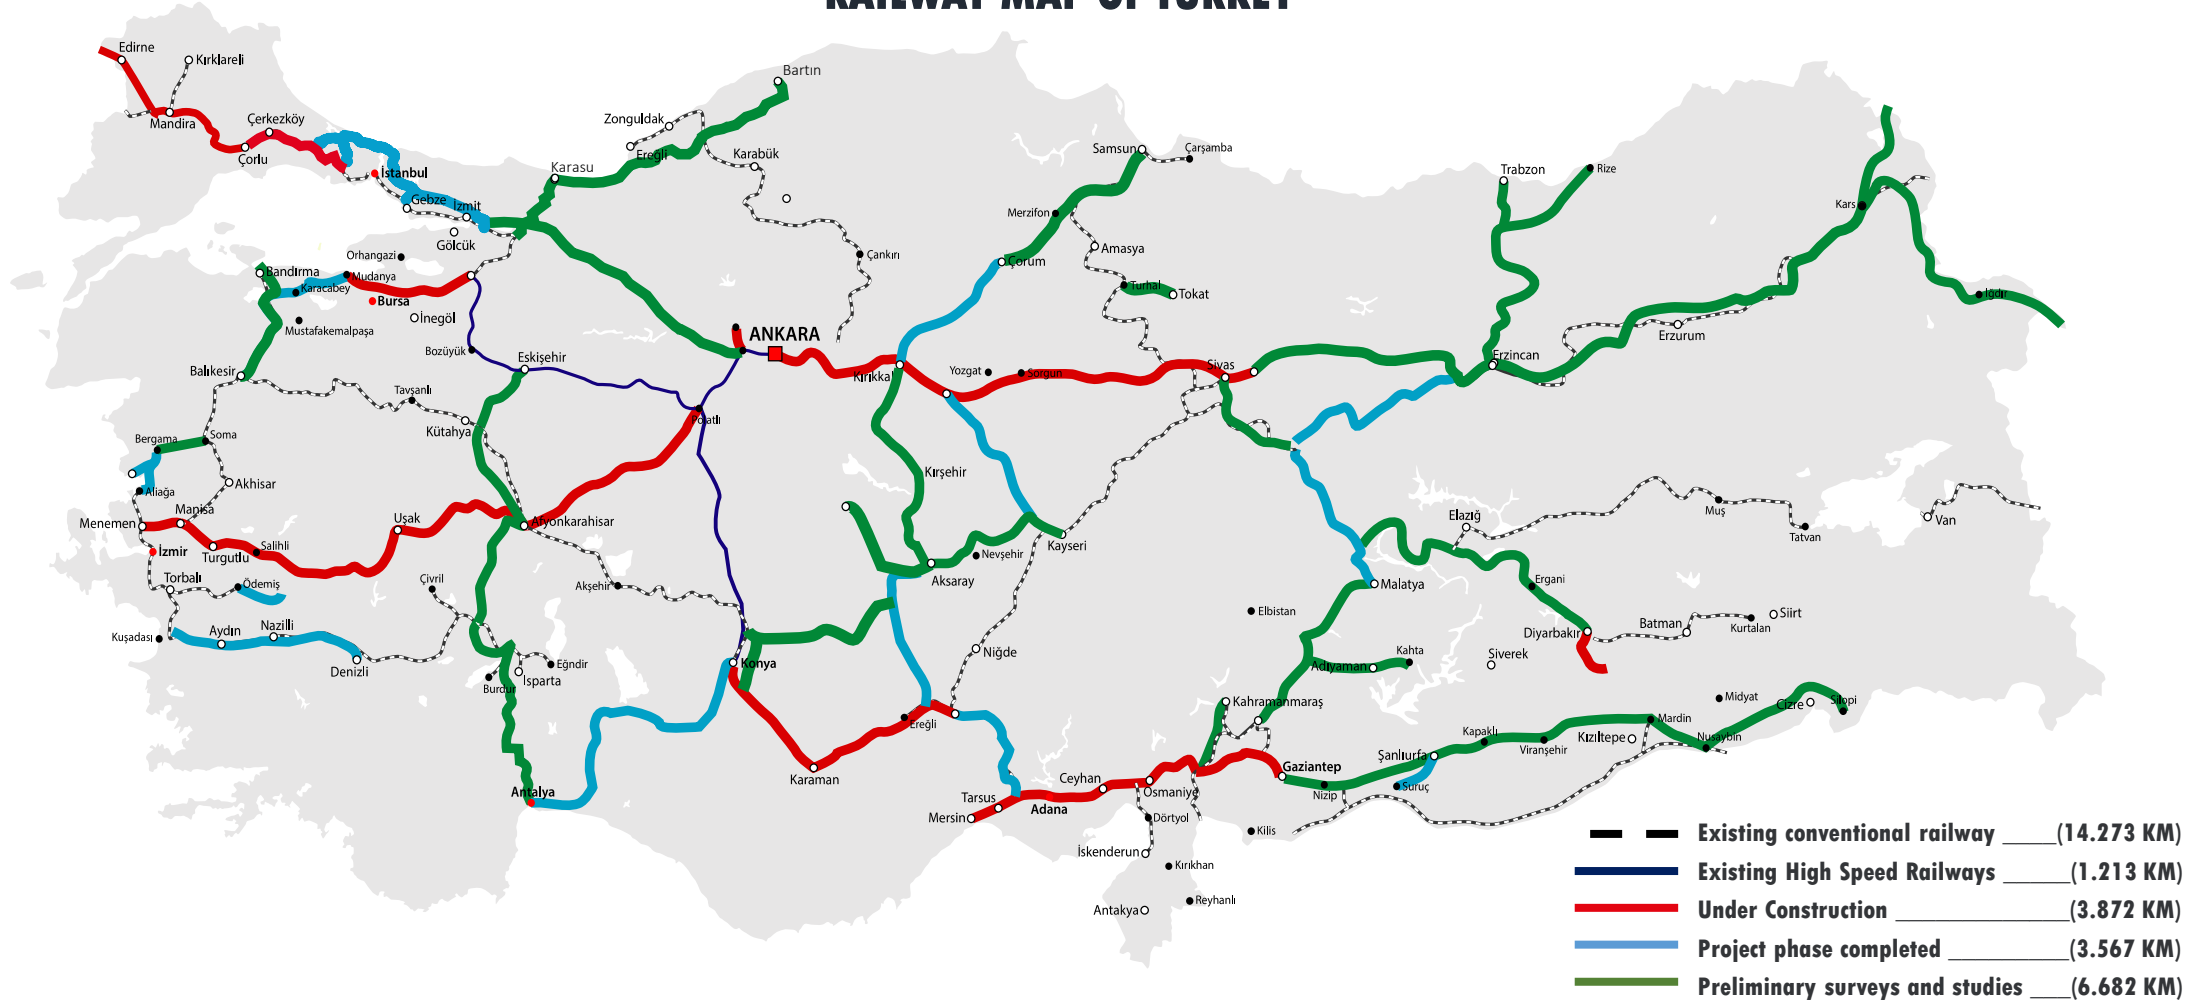 RAILWAY MAP OF TURKEY
Edirne
Kırklareli
Mandira
Çerkezköy
Çorlu
İstanbul
Gebze
İzmit
Gölcük
Karasu
Zonguldak
Ereğli
Bartın
Karabük
Çankırı
Orhangazi
Bandırma
Mudanya
Karacabey
Bursa
İnegöl
Mustafakemalpaşa
Bozüyük
Eskişehir
Balıkesir
Tavşanlı
Kütahya
Bergama
Soma
Akhisar
Aliağa
Menemen
Manisa
İzmir
Turgutlu
Salihli
Uşak
Afyonkarahisar
Torbalı
Ödemiş
Kuşadası
Aydın
Nazilli
Denizli
Çivril
Akşehir
Eğridir
Isparta
Burdur
Antalya
ANKARA
Polatlı
Konya
Karaman
Ereğli
Kırıkkal
Yozgat
Sorgun
Kırşehir
Aksaray
Nevşehir
Kayseri
Niğde
Samsun
Çarşamba
Merzifon
Amasya
Çorum
Turhal
Tokat
Sivas
Trabzon
Rize
Erzincan
Erzurum
Kars
Iğdır
Elazığ
Muş
Tatvan
Van
Malatya
Elbistan
Ergani
Diyarbakır
Batman
Siirt
Kurtalan
Siverek
Adıyaman
Kahta
Kahramanmaraş
Midyat
Cizre
Silopi
Mardin
Nusaybin
Kızıltepe
Viranşehir
Kapaklı
Şanlıurfa
Suruç
Gaziantep
Nizip
Kilis
Ceyhan
Osmaniye
Tarsus
Adana
Mersin
Dörtyol
İskenderun
Kırıkhan
Reyhanlı
Antakya
Existing conventional railway ____(14.273 KM)
Existing High Speed Railways _____(1.213 KM)
Under Construction _____________(3.872 KM)
Project phase completed _________(3.567 KM)
Preliminary surveys and studies ___(6.682 KM)